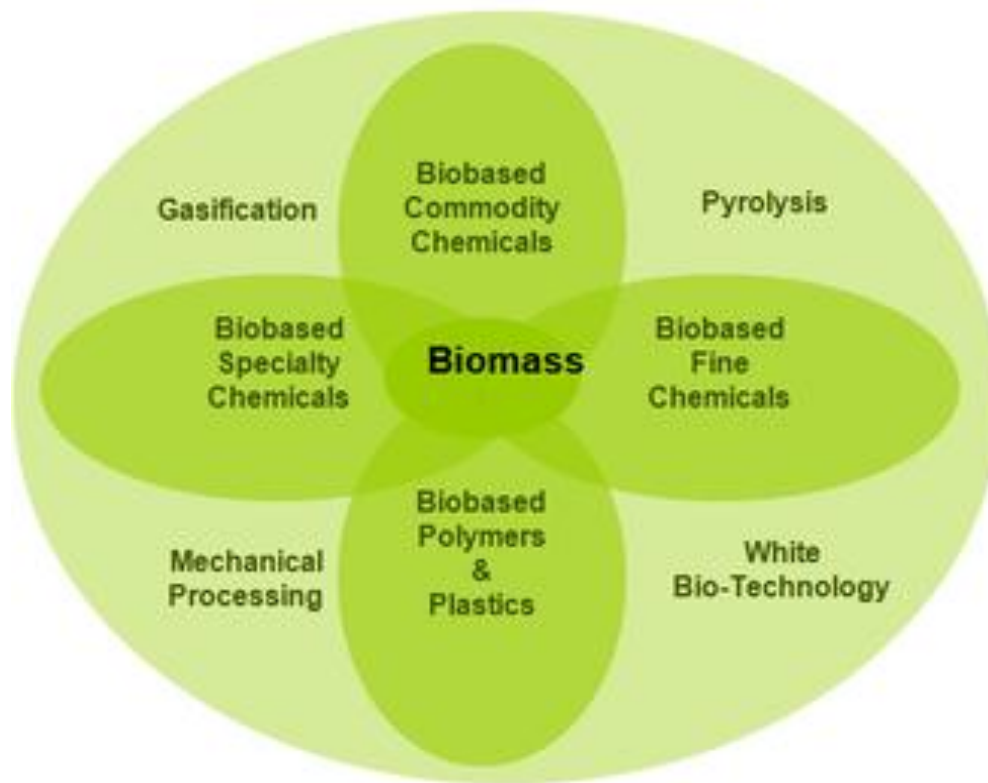 Biobased
Commodity
Chemicals
Gasification
Pyrolysis
Biobased
Specialty
Chemicals
Biomass
Biobased
Fine
Chemicals
Biobased
Polymers
&
Plastics
Mechanical
Processing
White
Bio-Technology